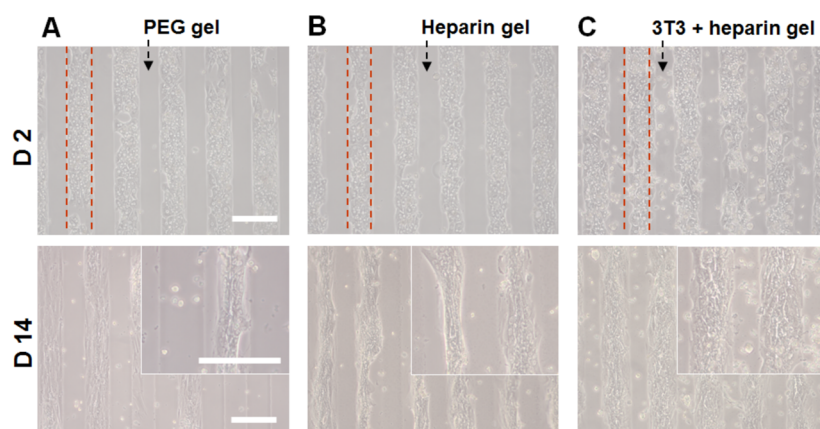 A PEG gel
B Heparin gel
C 3T3 + heparin gel
D 2
D 14